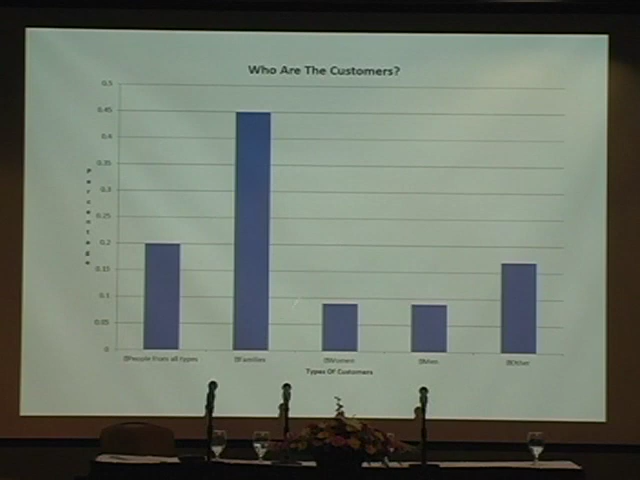 Who Are The Customers?
0.5
0.45
0.4
0.35
0.3
0.25
0.2
0.15
0.1
0.05
0
Percentage
People from all types
Families
Women
Men
Other
Types Of Customers